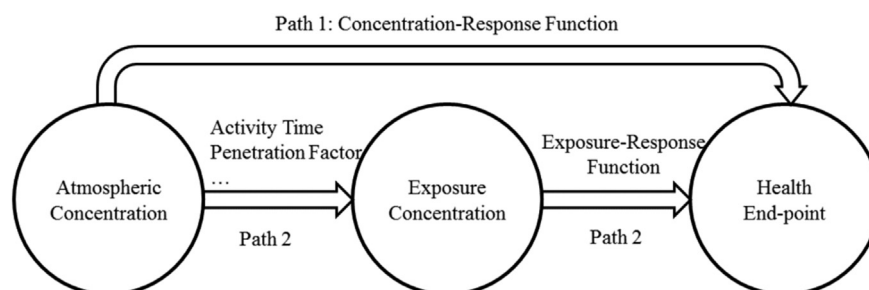 Path 1: Concentration-Response Function
Activity Time
Penetration Factor
...
Exposure-Response
Function
Atmospheric
Concentration
Exposure
Concentration
Health
End-point
Path 2
Path 2